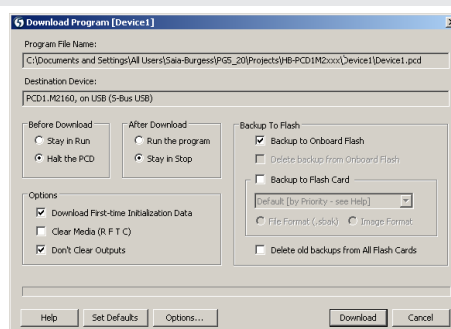 Download Program [Device1]
Program File Name:
C:\Documents and Settings\All Users\Saia-Burgess\PG5_20\Projects\HB-PCD1M2xxx\Device1\Device1.pcd
Destination Device:
PCD1.M2160, on USB (S-Bus USB)
Before Download
Stay in Run
Halt the PCD
After Download
Run the program
Stay in Stop
Options
Download First-time Initialization Data
Clear Media (R F T C)
Don't Clear Outputs
Backup To Flash
Backup to Onboard Flash
Delete backup from Onboard Flash
Backup to Flash Card
Default [by Priority - see Help]
File Format (.sbak) Image Format
Delete old backups from All Flash Cards
Help Set Defaults Options... Download Cancel